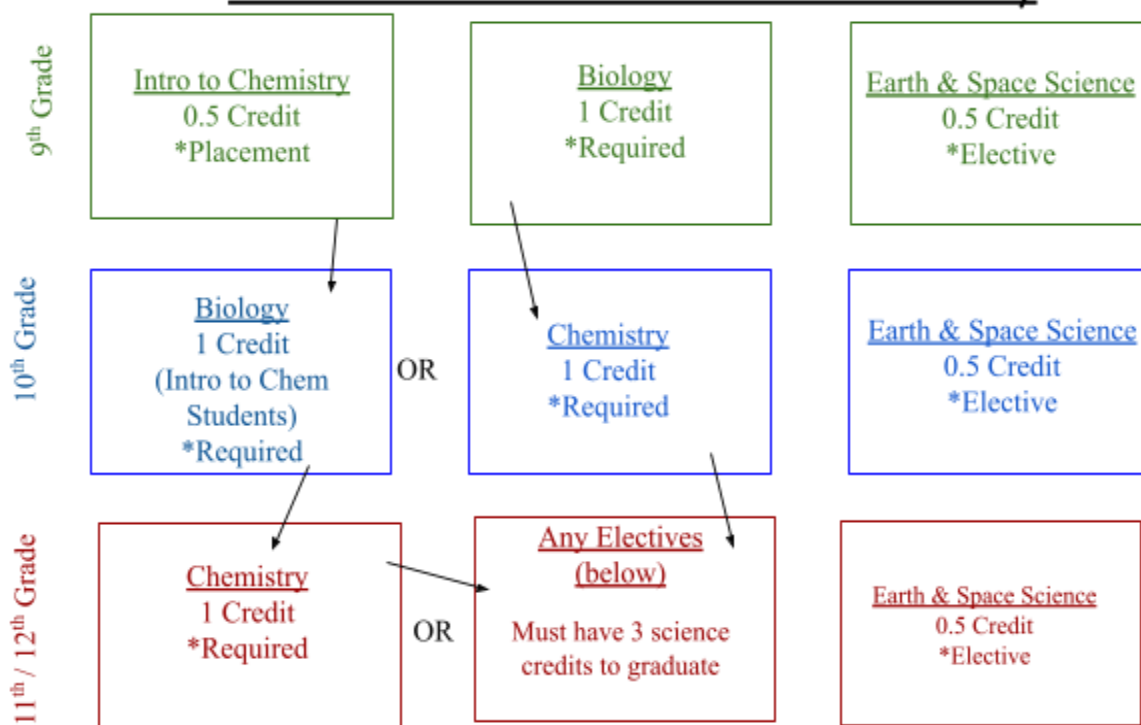 9th Grade
Intro to Chemistry
0.5 Credit
*Placement
Biology
1 Credit
*Required
Earth & Space Science
0.5 Credit
*Elective
10th Grade
Biology
1 Credit
(Intro to Chem
Students)
*Required
OR
Chemistry
1 Credit
*Required
Earth & Space Science
0.5 Credit
*Elective
11th / 12th Grade
Chemistry
1 Credit
*Required
OR
Any Electives
(below)
Must have 3 science
credits to graduate
Earth & Space Science
0.5 Credit
*Elective